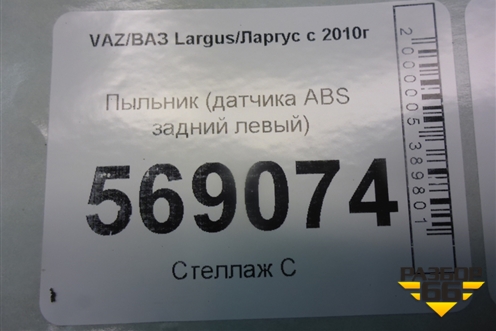 VAZ/ВАЗ Largus/Ларгус с 2010г
Пыльник (датчика ABS
задний левый)
569074
Стеллаж С
2000005389801
РАЗБОР
66